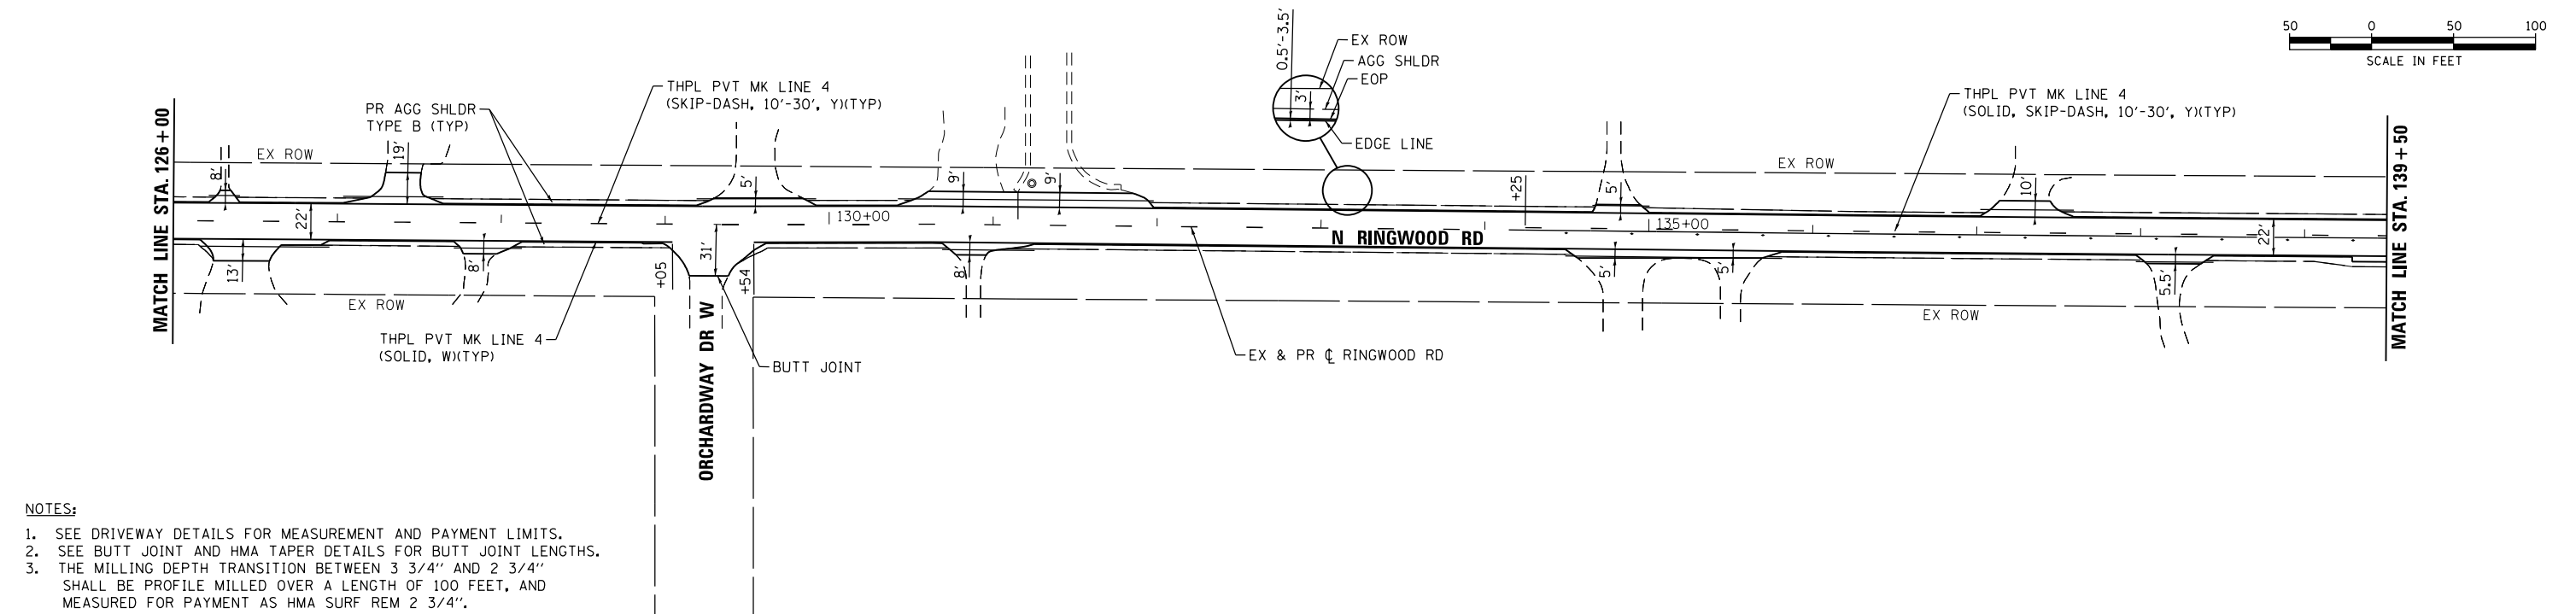 50 0 50 100
SCALE IN FEET
0.5'-3.5'
EX ROW
AGG SHLDR
EOP
3'
EDGE LINE
THPL PVT MK LINE 4
(SKIP-DASH, 10'-30', Y)(TYP)
THPL PVT MK LINE 4
(SOLID, SKIP-DASH, 10'-30', Y)(TYP)
PR AGG SHLDR
TYPE B (TYP)
MATCH LINE STA. 126+00
MATCH LINE STA. 139+50
EX ROW
EX ROW
8'
19'
5'
9'
9'
+25
5'
10'
22'
130+00
135+00
N RINGWOOD RD
22'
13'
8'
+05
31'
+54
8'
5'
5'
5.5'
EX ROW
EX ROW
THPL PVT MK LINE 4
(SOLID, W)(TYP)
ORCHARDWAY DR W
BUTT JOINT
EX & PR ℄ RINGWOOD RD
NOTES:
1. SEE DRIVEWAY DETAILS FOR MEASUREMENT AND PAYMENT LIMITS.
2. SEE BUTT JOINT AND HMA TAPER DETAILS FOR BUTT JOINT LENGTHS.
3. THE MILLING DEPTH TRANSITION BETWEEN 3 3/4" AND 2 3/4"
SHALL BE PROFILE MILLED OVER A LENGTH OF 100 FEET, AND
MEASURED FOR PAYMENT AS HMA SURF REM 2 3/4".